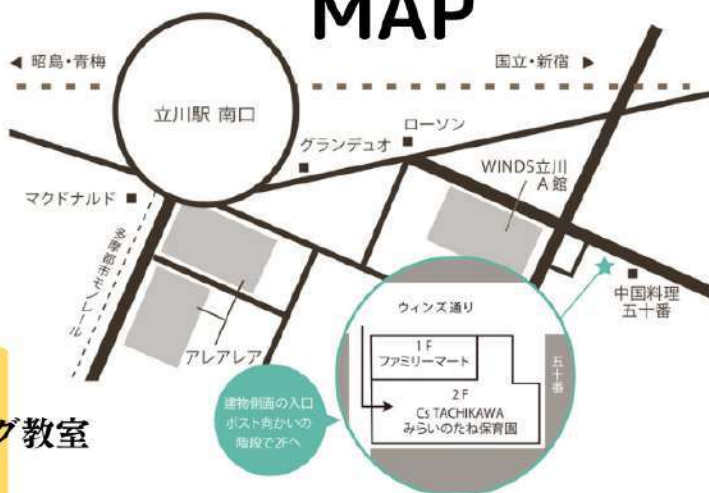 MAP
◀ 昭島・青梅
国立・新宿 ▶
立川駅 南口
ローソン
グランデュオ
WINDS立川
A館
マクドナルド
多摩都市モノレール
中国料理
五十番
アレアレア
ウィンズ通り
1F
ファミリーマート
五十番
2F
Cs TACHIKAWA
みらいのたね保育園
建物側面の入口
ポスト向かいの
階段で2Fへ
グ教室